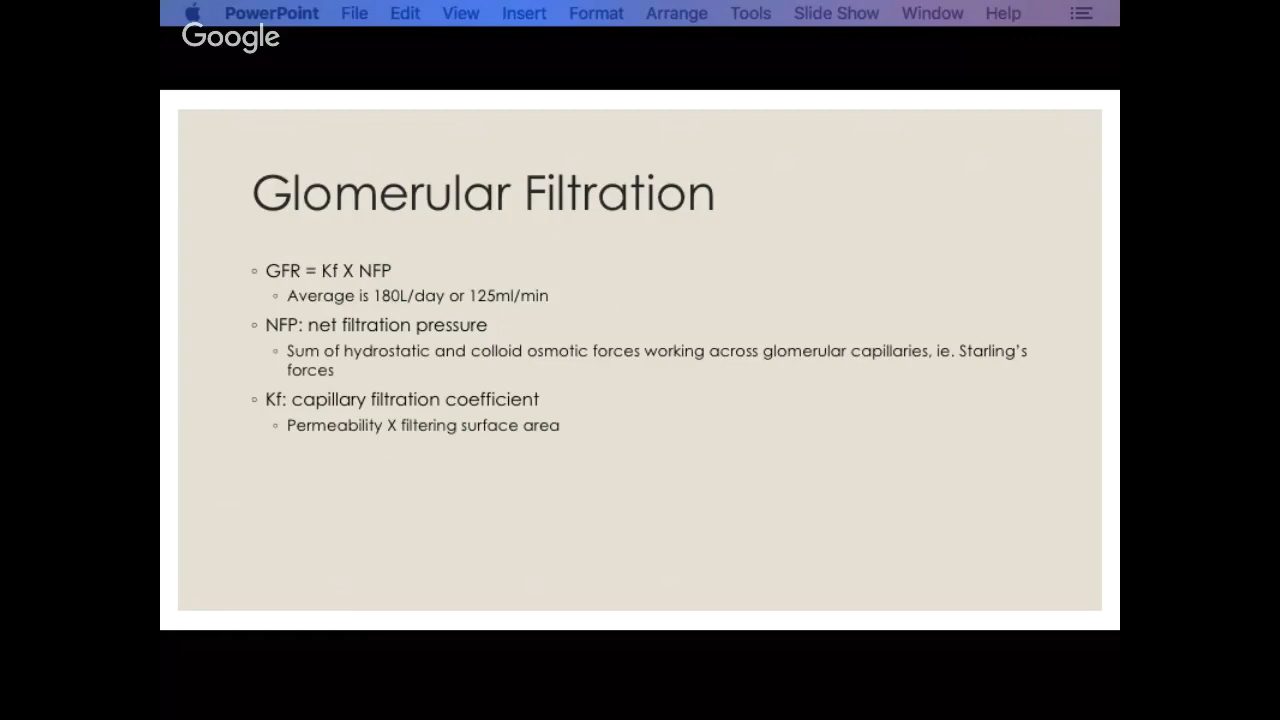 PowerPoint File Edit View Insert Format Arrange Tools Slide Show Window Help
Google
Glomerular Filtration
◦ GFR = Kf X NFP
◦ Average is 180L/day or 125ml/min
◦ NFP: net filtration pressure
◦ Sum of hydrostatic and colloid osmotic forces working across glomerular capillaries, ie. Starling’s
forces
◦ Kf: capillary filtration coefficient
◦ Permeability X filtering surface area